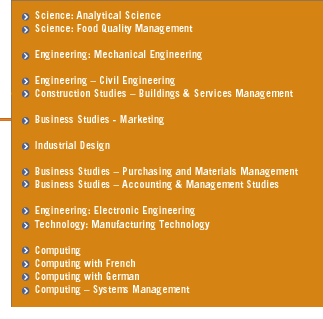 Science: Analytical Science
Science: Food Quality Management
Engineering: Mechanical Engineering
Engineering – Civil Engineering
Construction Studies – Buildings & Services Management
Business Studies - Marketing
Industrial Design
Business Studies – Purchasing and Materials Management
Business Studies – Accounting & Management Studies
Engineering: Electronic Engineering
Technology: Manufacturing Technology
Computing
Computing with French
Computing with German
Computing – Systems Management